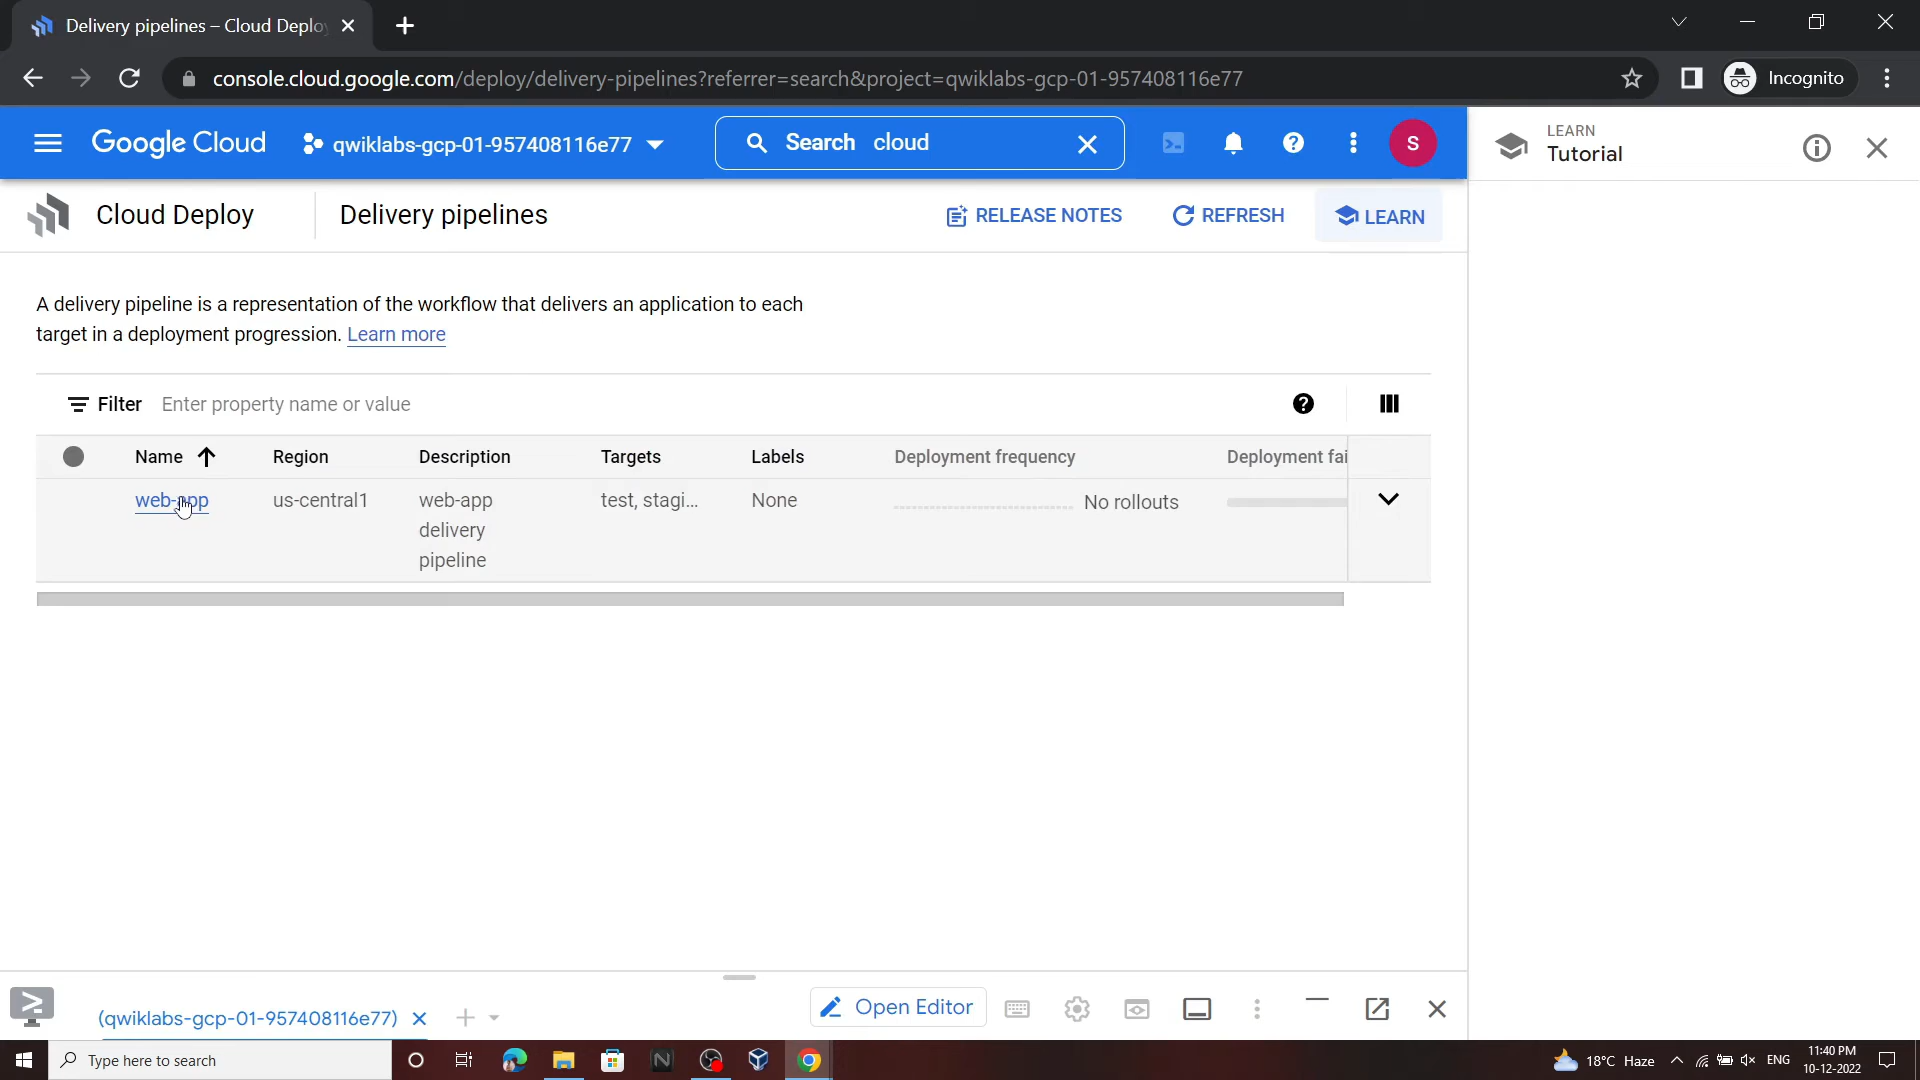 Delivery pipelines – Cloud Deplo
console.cloud.google.com/deploy/delivery-pipelines?referrer=search&project=qwiklabs-gcp-01-957408116e77
Incognito
Google Cloud
qwiklabs-gcp-01-957408116e77
Search cloud
S
LEARN
Tutorial
Cloud Deploy
Delivery pipelines
RELEASE NOTES
REFRESH
LEARN
A delivery pipeline is a representation of the workflow that delivers an application to each
target in a deployment progression. Learn more
Filter Enter property name or value
Name Region Description Targets Labels Deployment frequency Deployment fai
web-app us-central1 web-app test, stagi... None No rollouts
delivery
pipeline
(qwiklabs-gcp-01-957408116e77)
Open Editor
Type here to search
18°C Haze
ENG
11:40 PM
10-12-2022